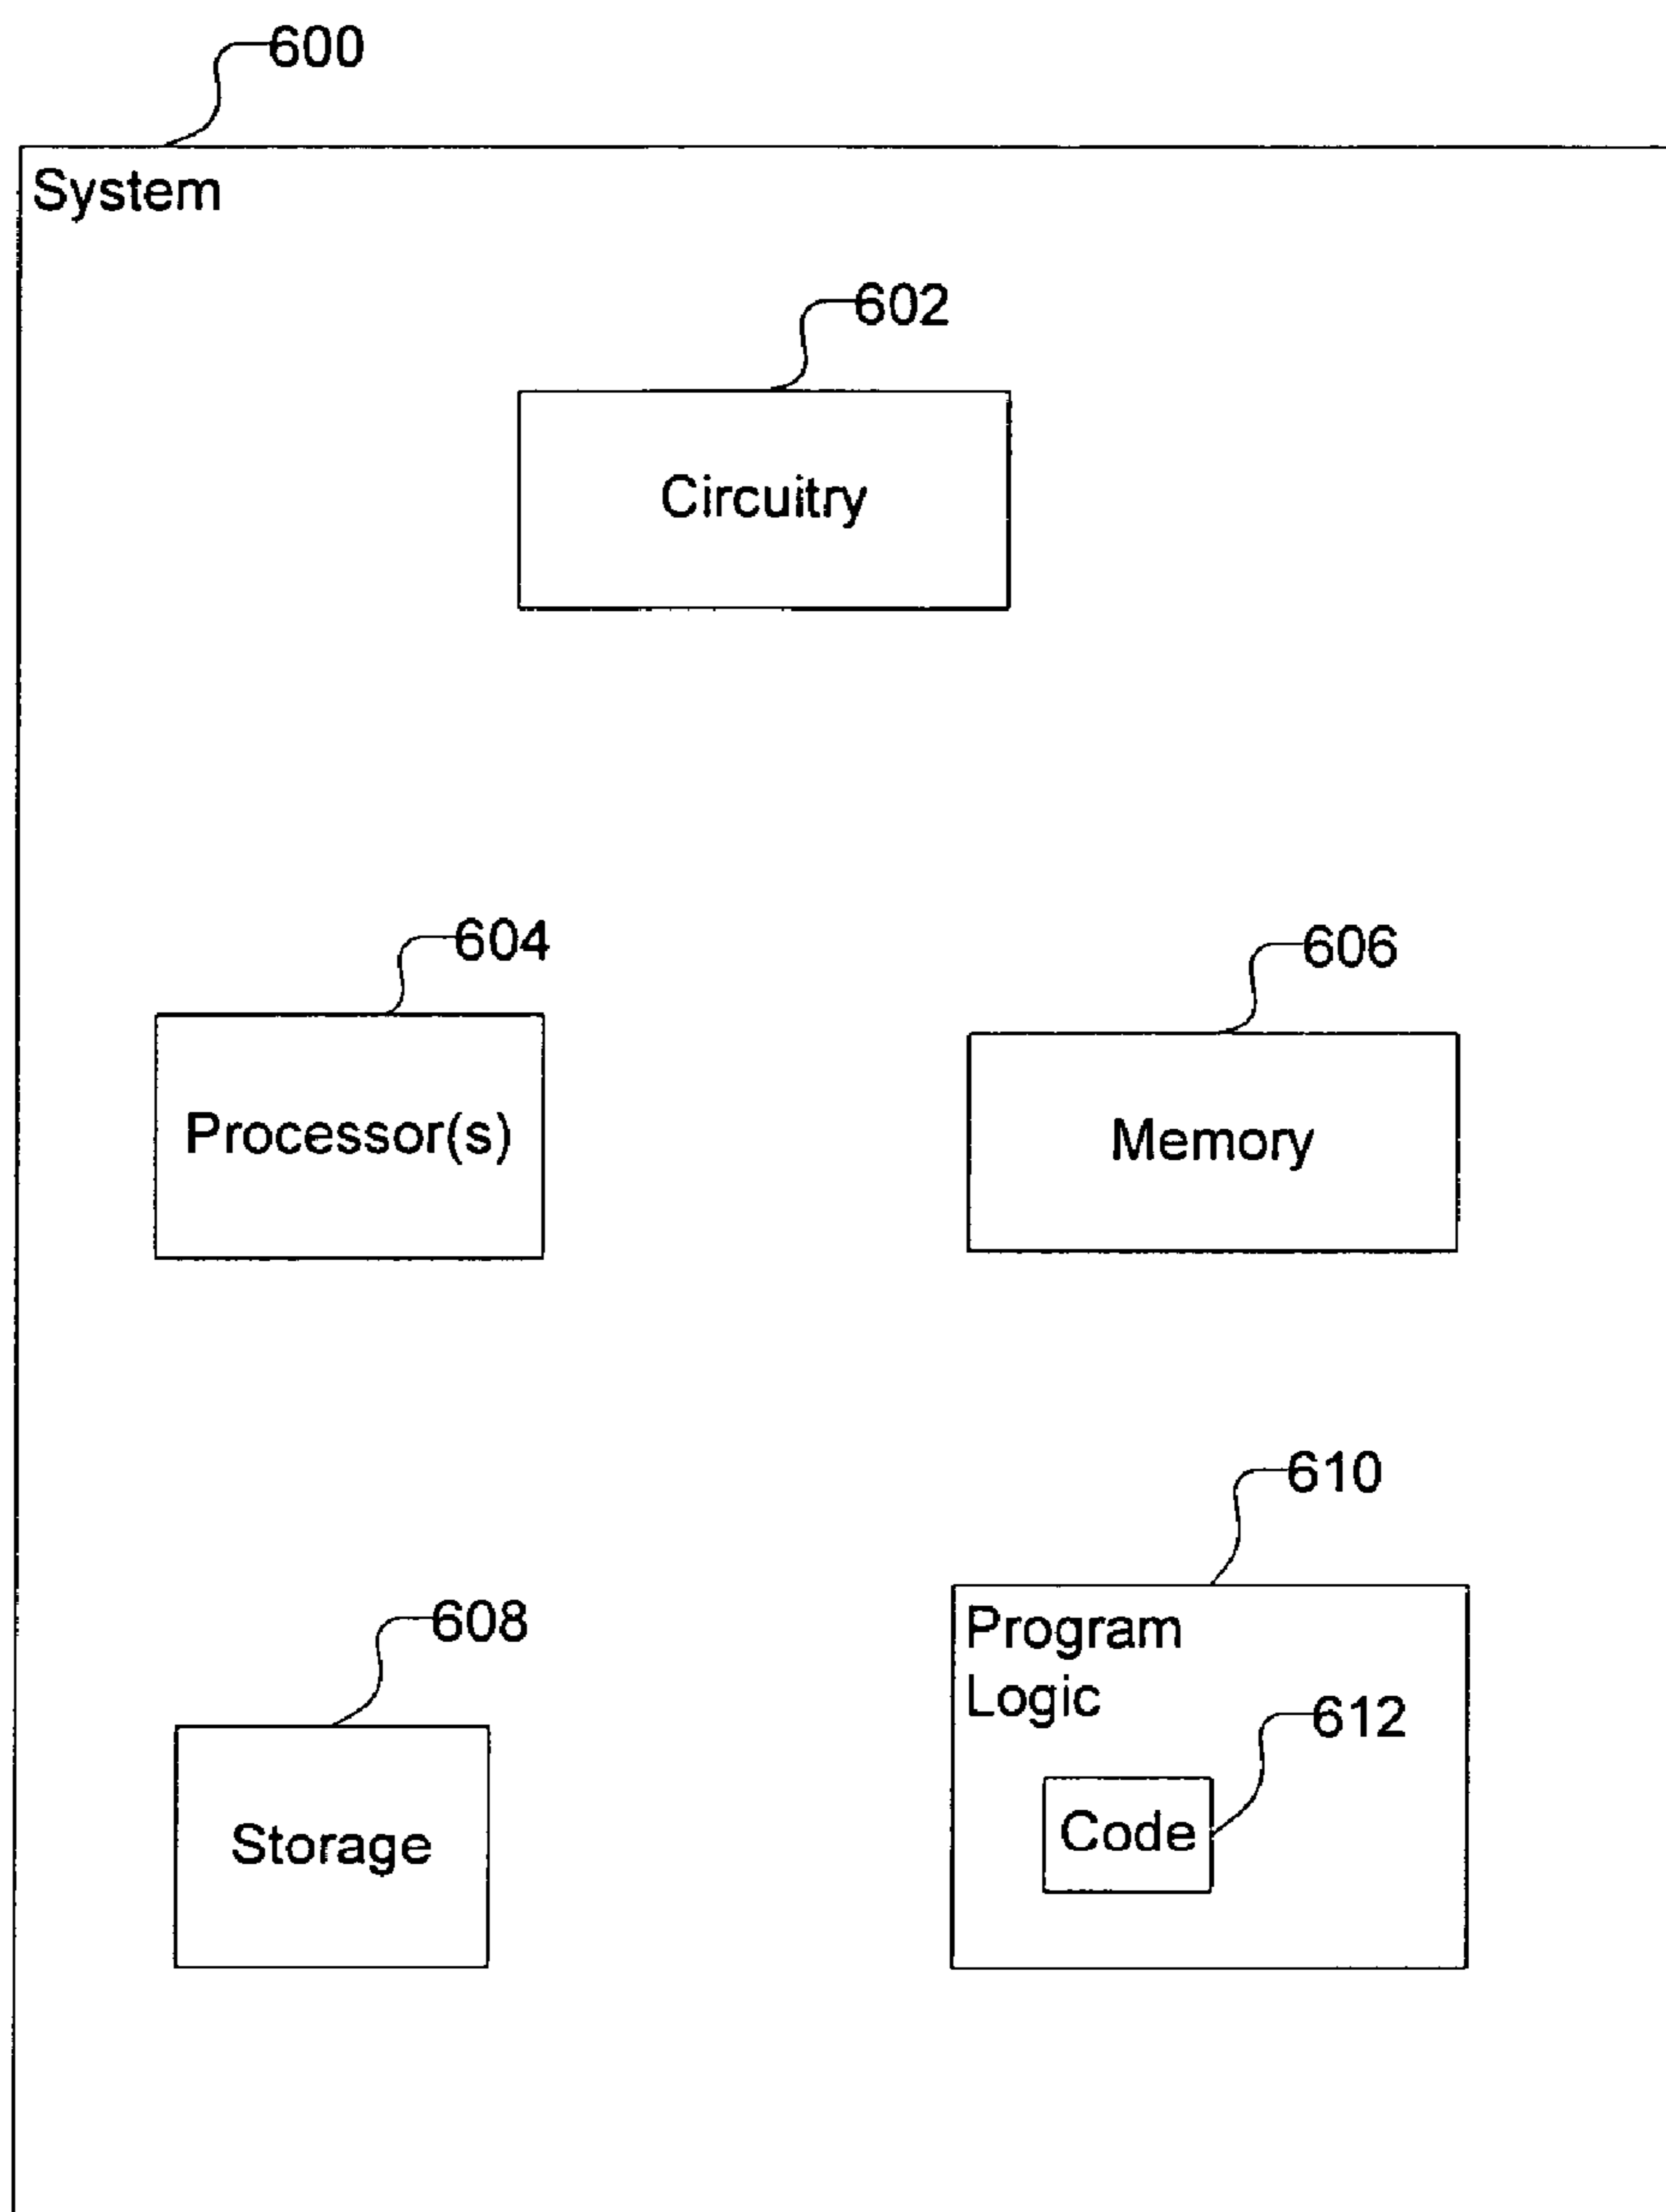 600
System
602
Circuitry
604
606
Processor(s)
Memory
610
608
Program
Logic
612
Code
Storage